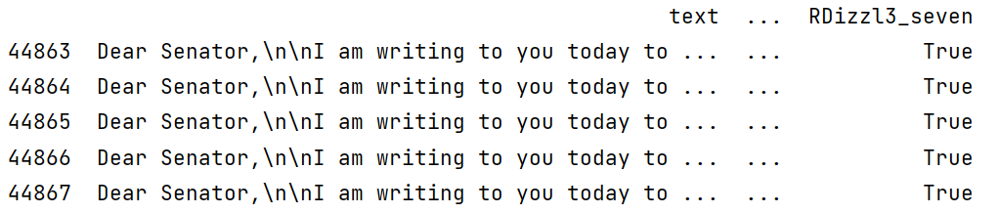 text ... RDizzl3_seven
44863 Dear Senator,\n\nI am writing to you today to ... ... True
44864 Dear Senator,\n\nI am writing to you today to ... ... True
44865 Dear Senator,\n\nI am writing to you today to ... ... True
44866 Dear Senator,\n\nI am writing to you today to ... ... True
44867 Dear Senator,\n\nI am writing to you today to ... ... True